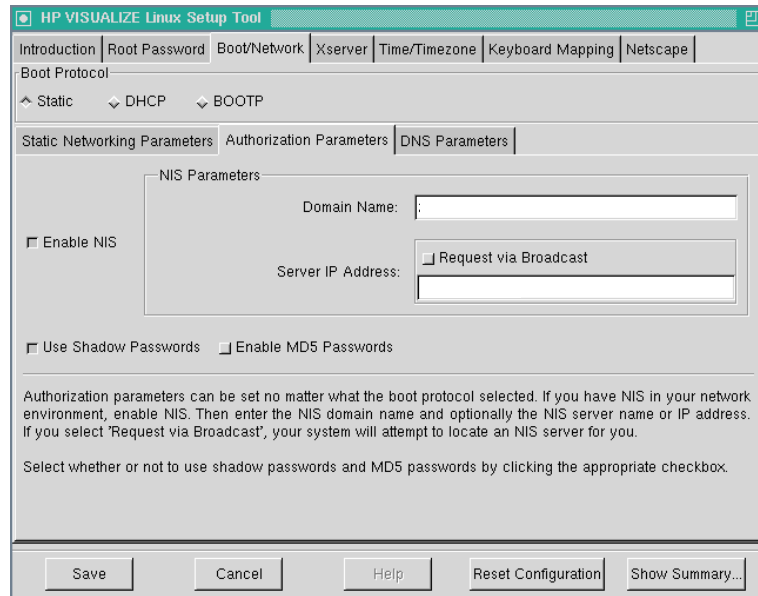 HP VISUALIZE Linux Setup Tool
Introduction Root Password Boot/Network Xserver Time/Timezone Keyboard Mapping Netscape
Boot Protocol
Static DHCP BOOTP
Static Networking Parameters Authorization Parameters DNS Parameters
NIS Parameters
Domain Name: :
Enable NIS
Request via Broadcast
Server IP Address:
Use Shadow Passwords Enable MD5 Passwords
Authorization parameters can be set no matter what the boot protocol selected. If you have NIS in your network
environment, enable NIS. Then enter the NIS domain name and optionally the NIS server name or IP address.
If you select 'Request via Broadcast', your system will attempt to locate an NIS server for you.
Select whether or not to use shadow passwords and MD5 passwords by clicking the appropriate checkbox.
Save Cancel Help Reset Configuration Show Summary...